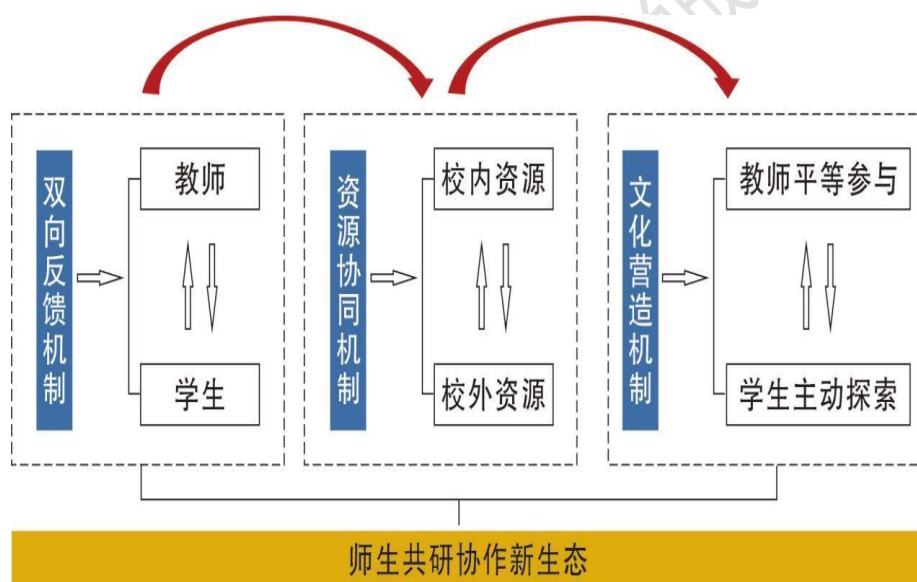 双向反馈机制
教师
学生
资源协同机制
校内资源
校外资源
文化营造机制
教师平等参与
学生主动探索
师生共研协作新生态